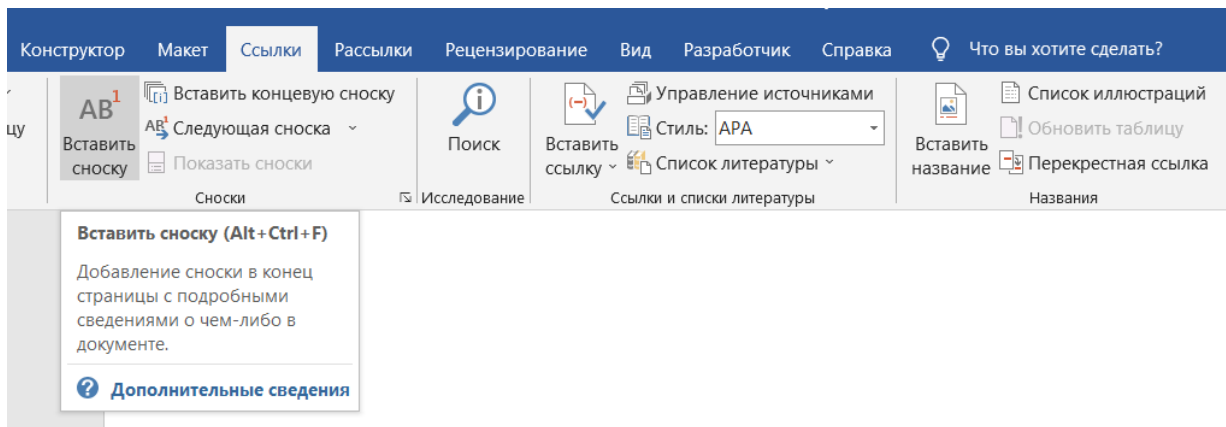 Конструктор Макет Ссылки Рассылки Рецензирование Вид Разработчик Справка Что вы хотите сделать?
цу
AB1
Вставить сноску
Вставить концевую сноску
AB1 Следующая сноска
Показать сноски
Сноски
Поиск
Исследование
Вставить ссылку
Управление источниками
Стиль: APA
Список литературы
Ссылки и списки литературы
Вставить название
Список иллюстраций
Обновить таблицу
Перекрестная ссылка
Названия
Вставить сноску (Alt+Ctrl+F)
Добавление сноски в конец
страницы с подробными
сведениями о чем-либо в
документе.
Дополнительные сведения